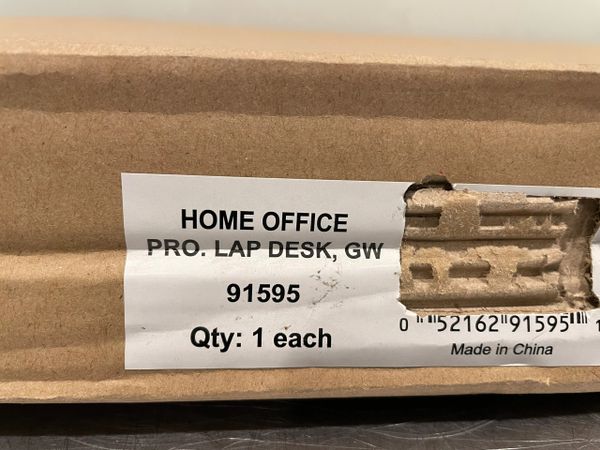 HOME OFFICE
PRO. LAP DESK, GW
91595
Qty: 1 each
0 52162 91595 1
Made in China